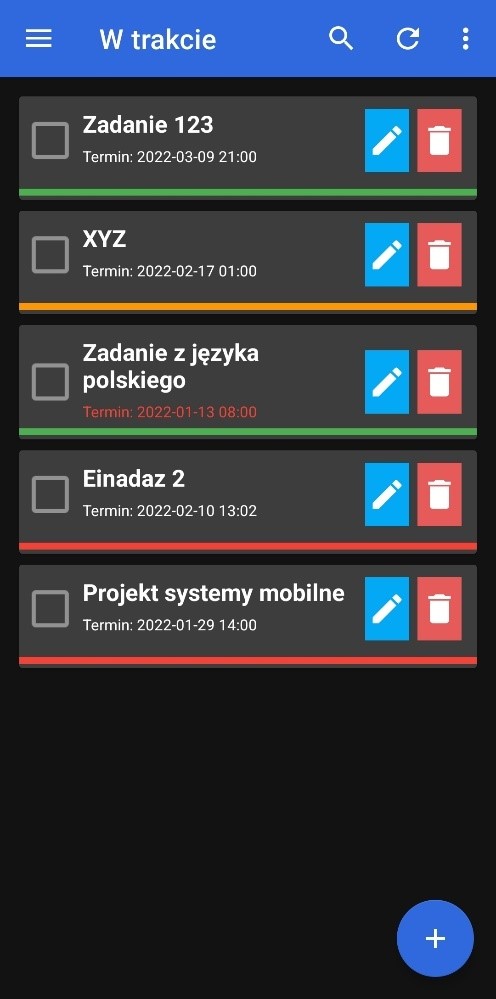 W trakcie
Zadanie 123
Termin: 2022-03-09 21:00
XYZ
Termin: 2022-02-17 01:00
Zadanie z języka
polskiego
Termin: 2022-01-13 08:00
Einadaz 2
Termin: 2022-02-10 13:02
Projekt systemy mobilne
Termin: 2022-01-29 14:00